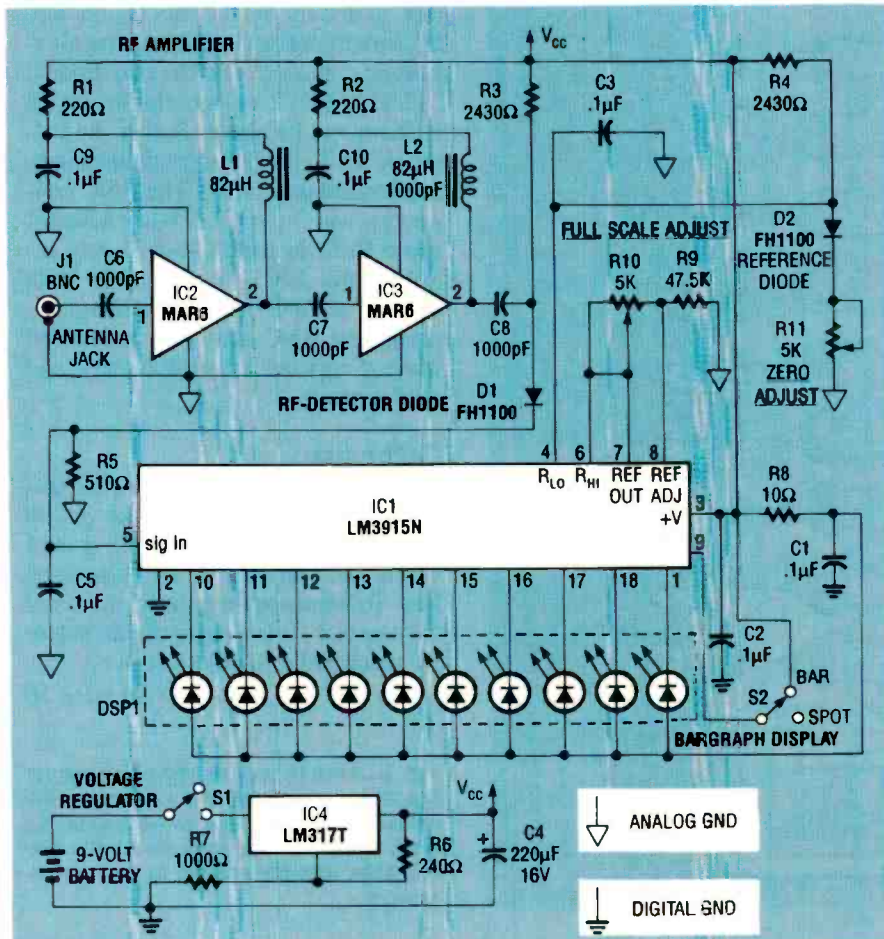 RF AMPLIFIER
VCC
R1
220Ω
R2
220Ω
R3
2430Ω
C3
.1µF
R4
2430Ω
C9
.1µF
L1
82µH
C10
.1µF
L2
82µH
1000pF
FULL SCALE ADJUST
D2
FH1100
REFERENCE
DIODE
J1
BNC
C6
1000pF
1
IC2
MAR6
2
C7
1000pF
1
IC3
MAR6
2
C8
1000pF
R10
5K
R9
47.5K
R11
5K
ZERO
ADJUST
ANTENNA
JACK
RF-DETECTOR DIODE
D1
FH1100
R5
510Ω
4
6
7
8
RLO
RHI
REF
OUT
REF
ADJ
+V
3
9
IC1
LM3915N
5
sig in
R8
10Ω
C1
.1µF
C5
.1µF
2
10
11
12
13
14
15
16
17
18
1
C2
.1µF
BAR
S2
SPOT
DSP1
BARGRAPH DISPLAY
VOLTAGE
REGULATOR
S1
IC4
LM317T
VCC
9-VOLT
BATTERY
R7
1000Ω
R6
240Ω
+
C4
220µF
16V
ANALOG GND
DIGITAL GND